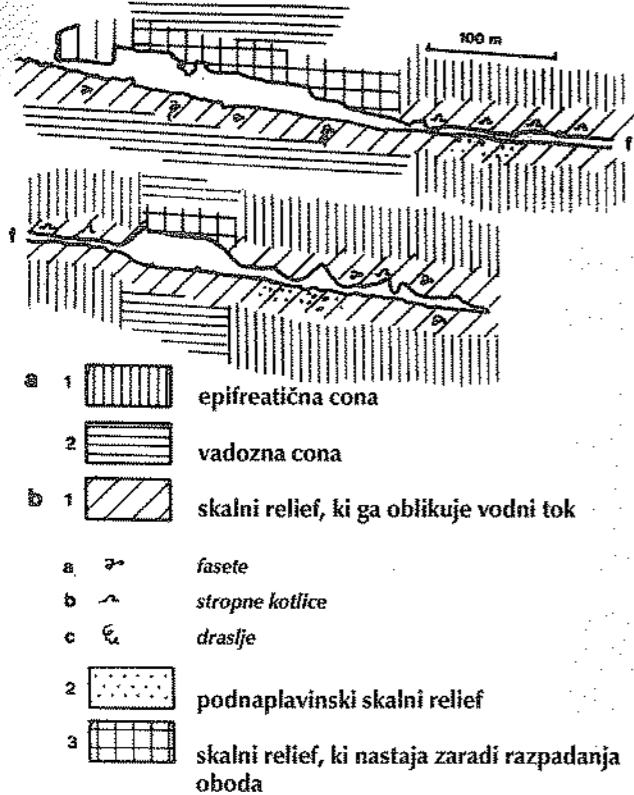 100 m
f
f
a 1 epifreatična cona
2 vadozna cona
b 1 skalni relief, ki ga oblikuje vodni tok
a fasete
b stropne kotlice
c draslje
2 podnaplavinski skalni relief
3 skalni relief, ki nastaja zaradi razpadanja
oboda